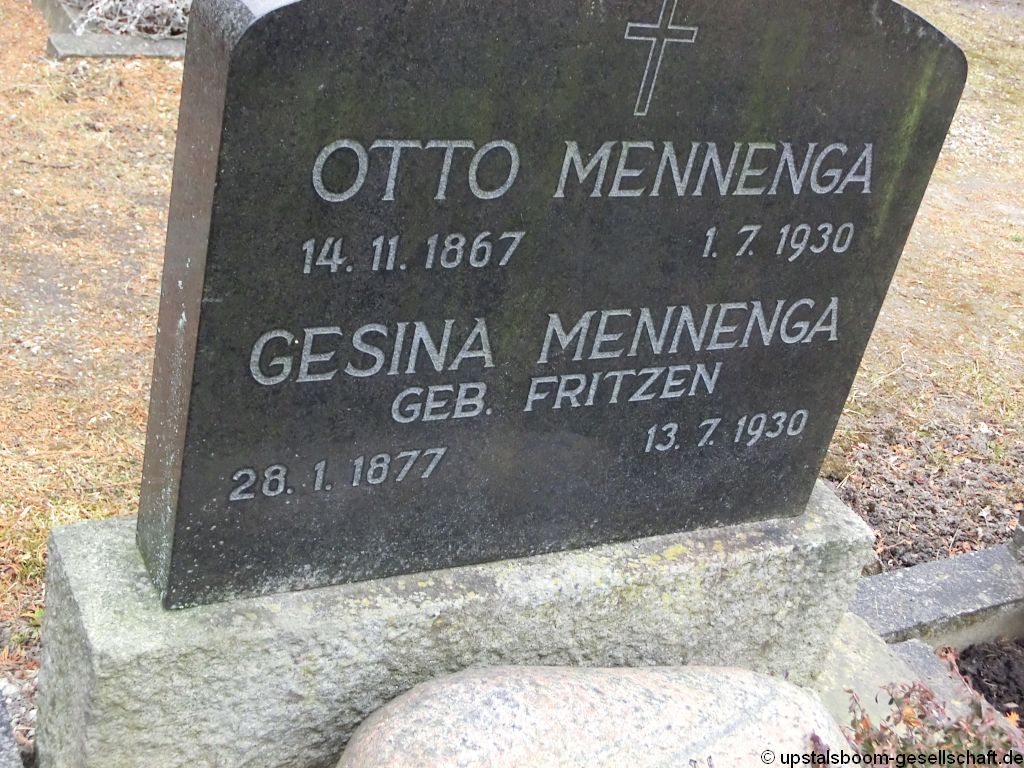 OTTO MENNENGA
14. 11. 1867 1. 7. 1930
GESINA MENNENGA
GEB. FRITZEN
28. 1. 1877 13. 7. 1930
© upstalsboom-gesellschaft.de